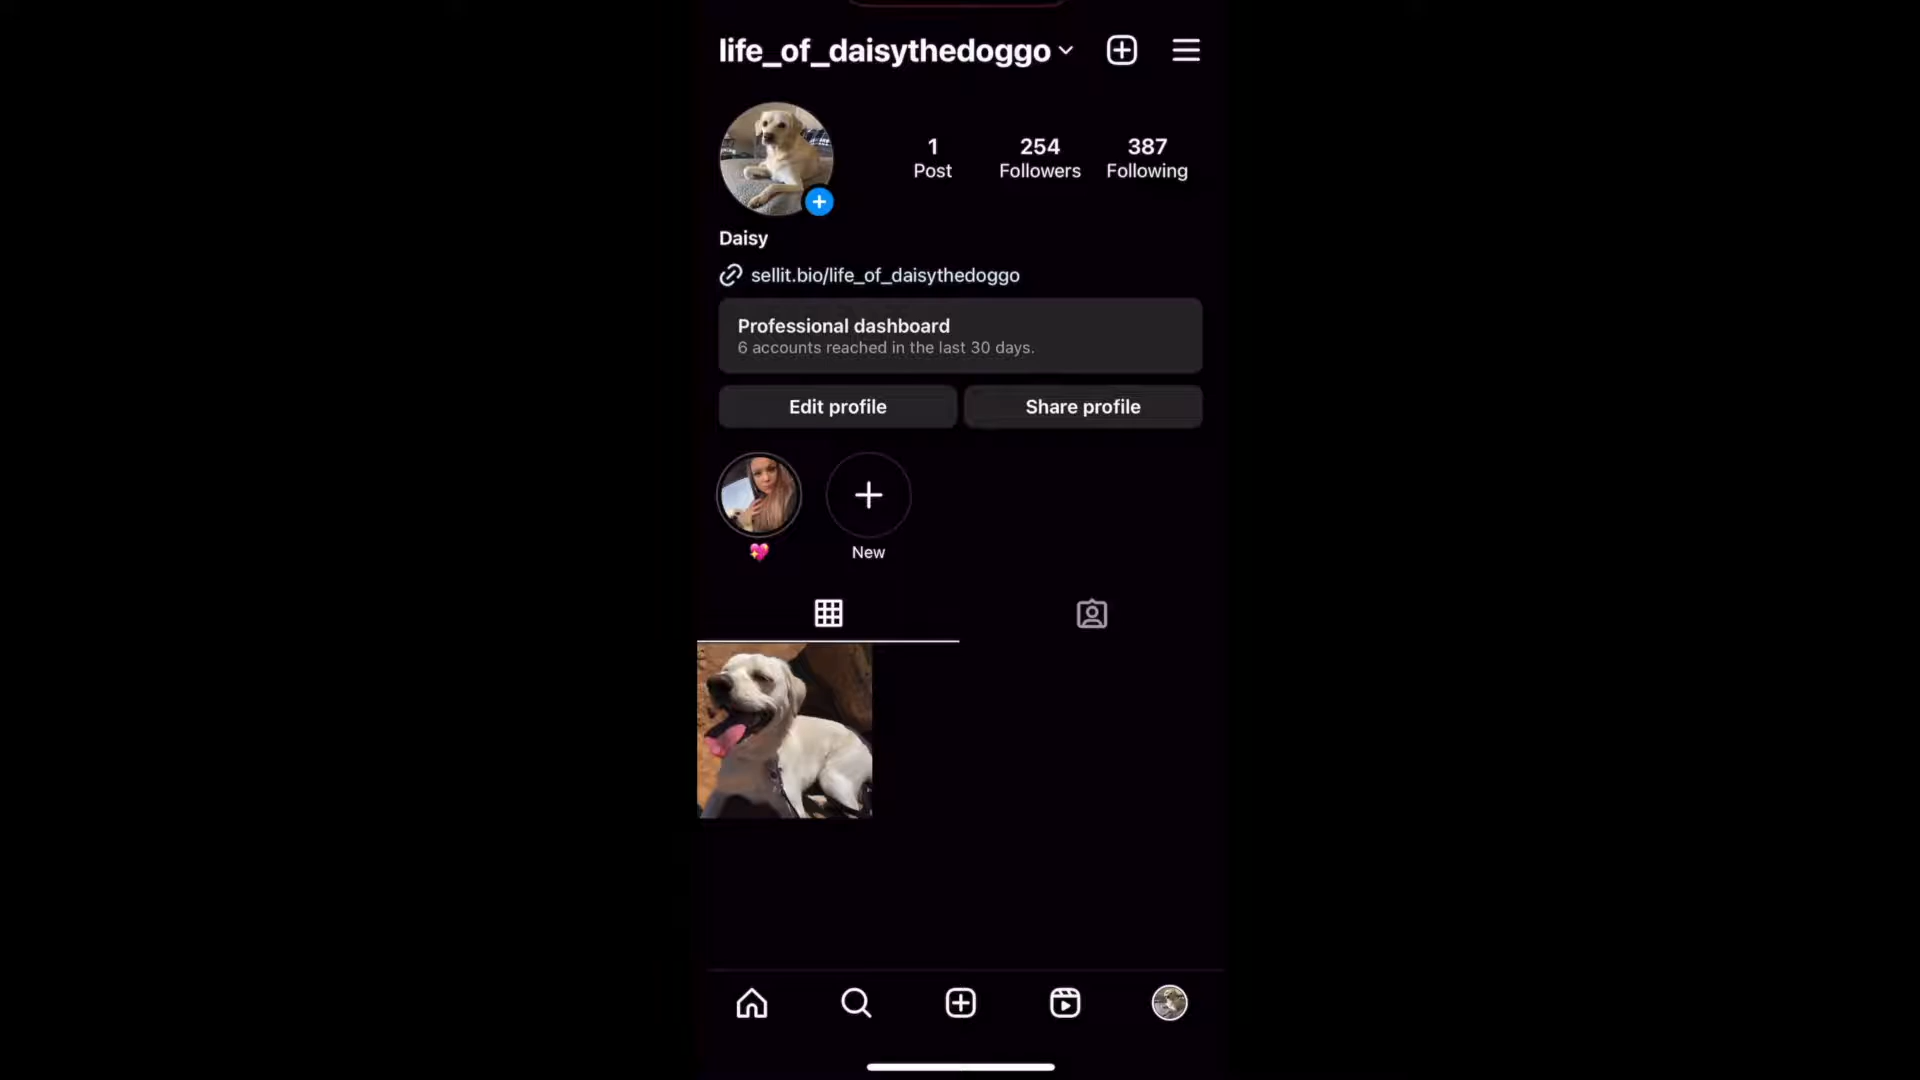 life_of_daisythedoggo
1 254 387
Post Followers Following
Daisy
sellit.bio/life_of_daisythedoggo
Professional dashboard
6 accounts reached in the last 30 days.
Edit profile Share profile
New